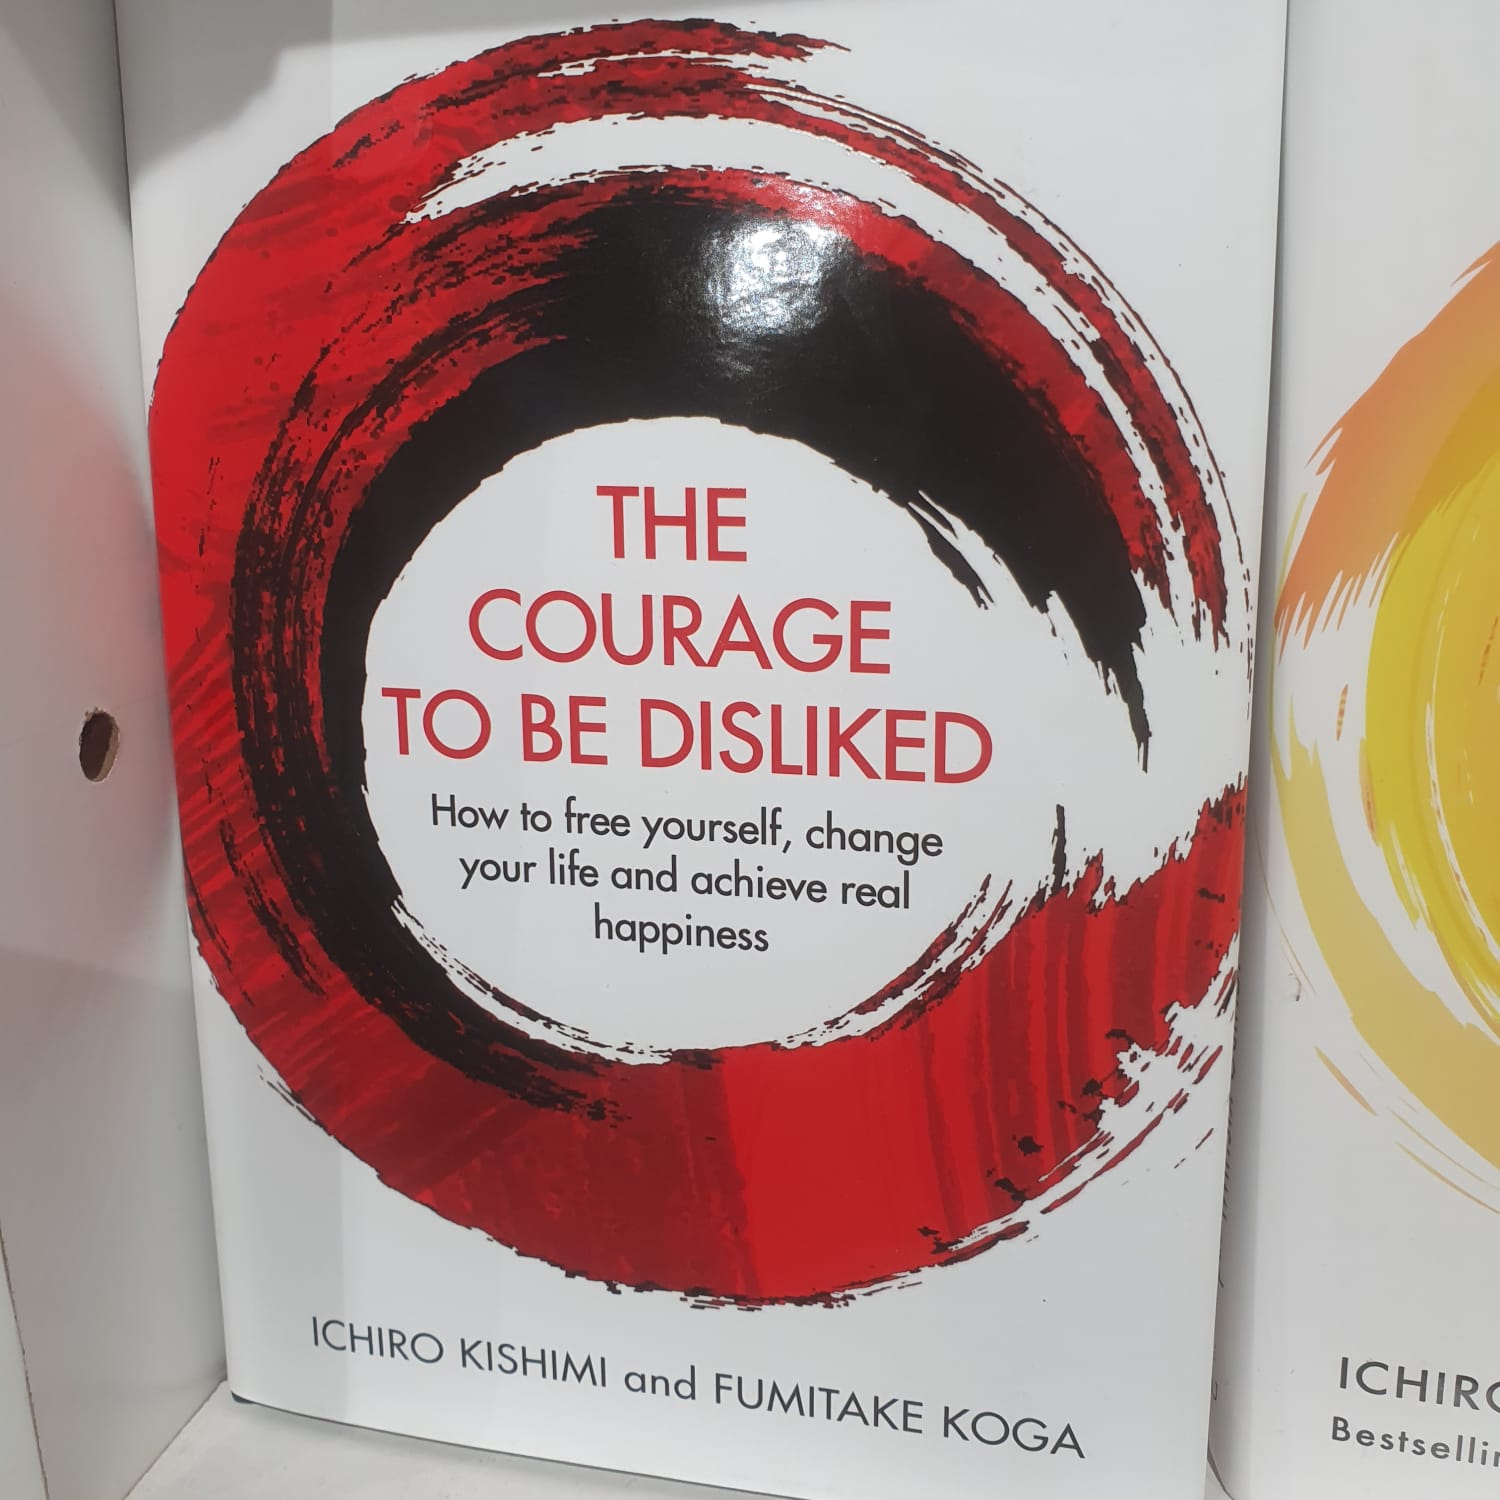 THE
COURAGE
TO BE DISLIKED
How to free yourself, change
your life and achieve real
happiness
ICHIRO KISHIMI and FUMITAKE KOGA